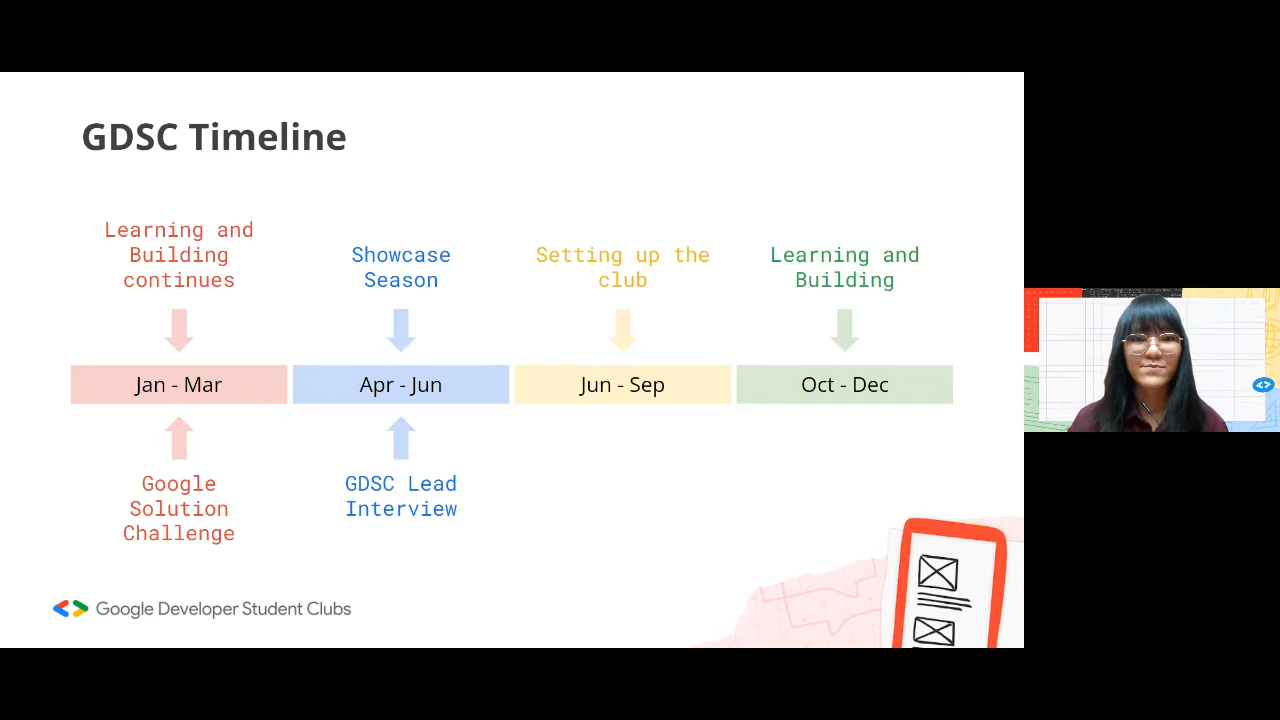 GDSC Timeline
Learning and
Building
continues
Showcase
Season
Setting up the
club
Learning and
Building
Jan - Mar
Apr - Jun
Jun - Sep
Oct - Dec
Google
Solution
Challenge
GDSC Lead
Interview
Google Developer Student Clubs